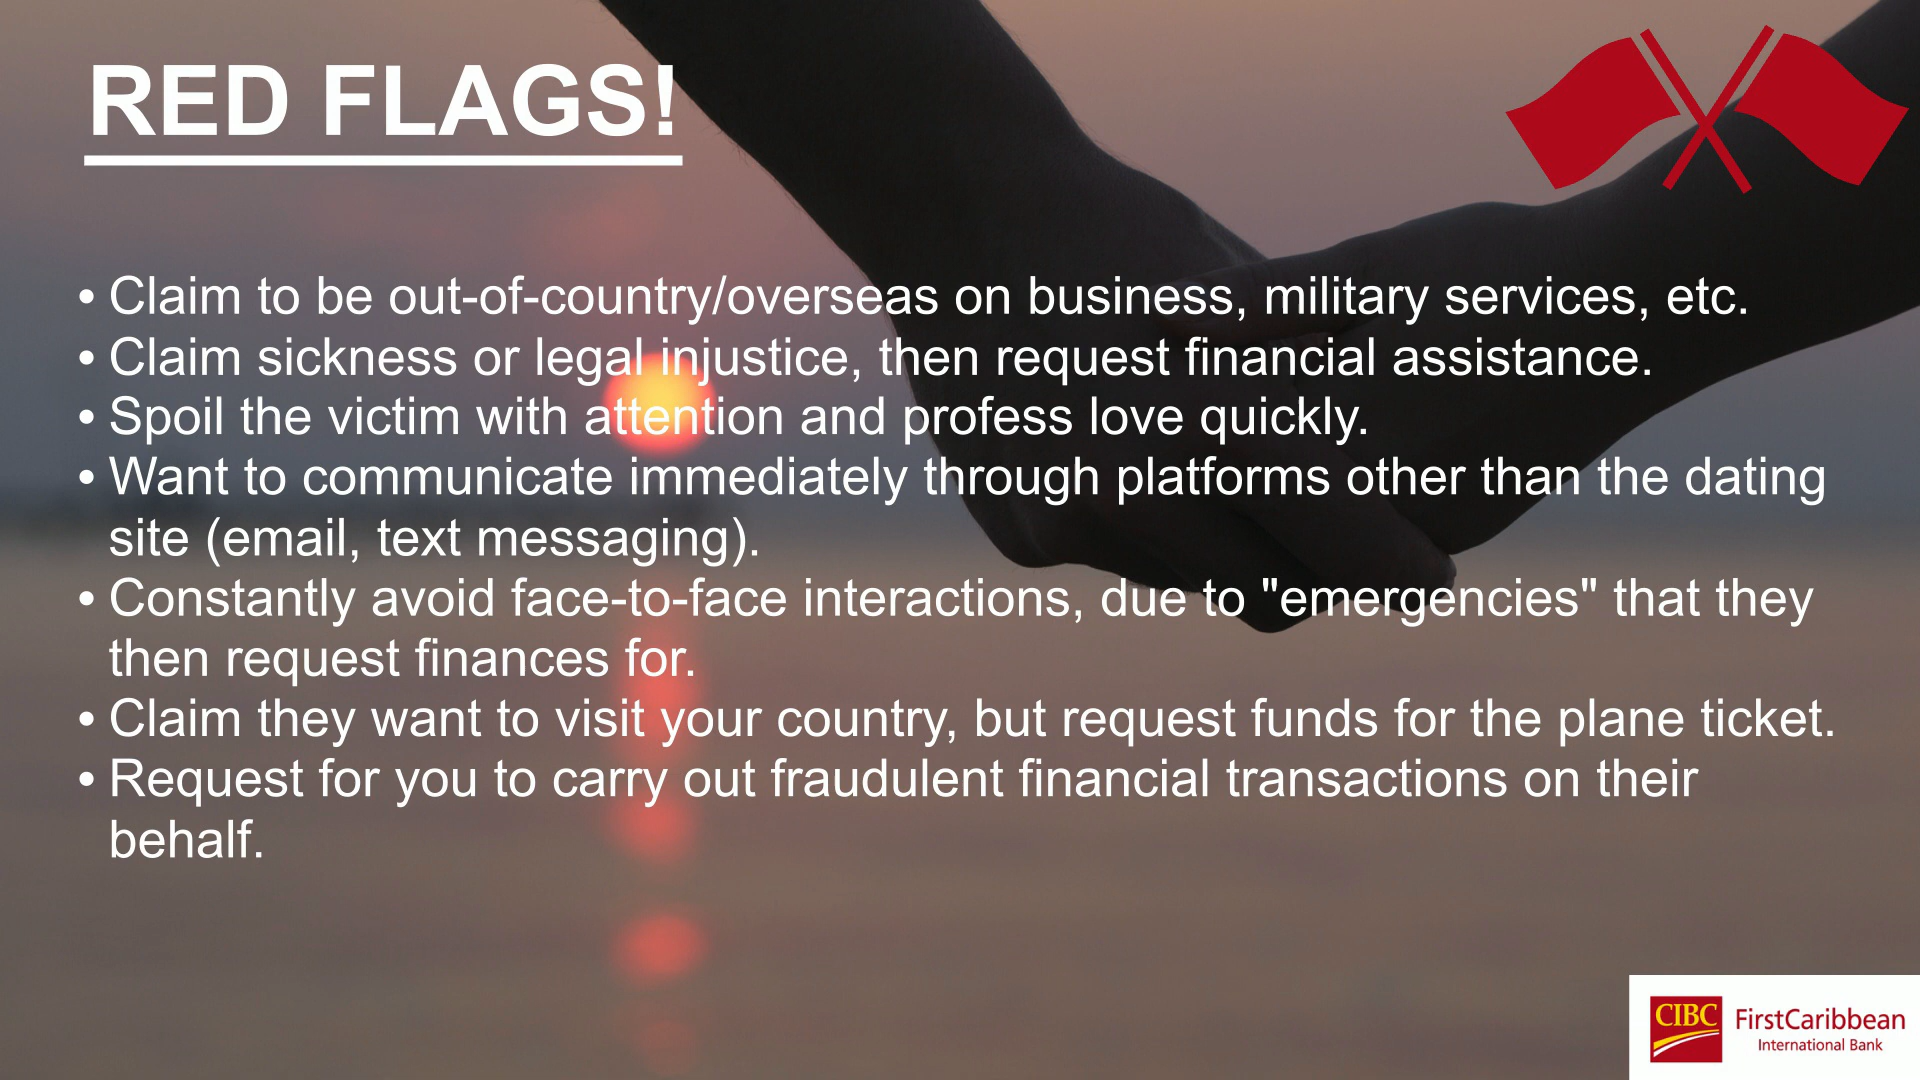 RED FLAGS!
• Claim to be out-of-country/overseas on business, military services, etc.
• Claim sickness or legal injustice, then request financial assistance.
• Spoil the victim with attention and profess love quickly.
• Want to communicate immediately through platforms other than the dating
site (email, text messaging).
• Constantly avoid face-to-face interactions, due to "emergencies" that they
then request finances for.
• Claim they want to visit your country, but request funds for the plane ticket.
• Request for you to carry out fraudulent financial transactions on their
behalf.
CIBC
FirstCaribbean
International Bank